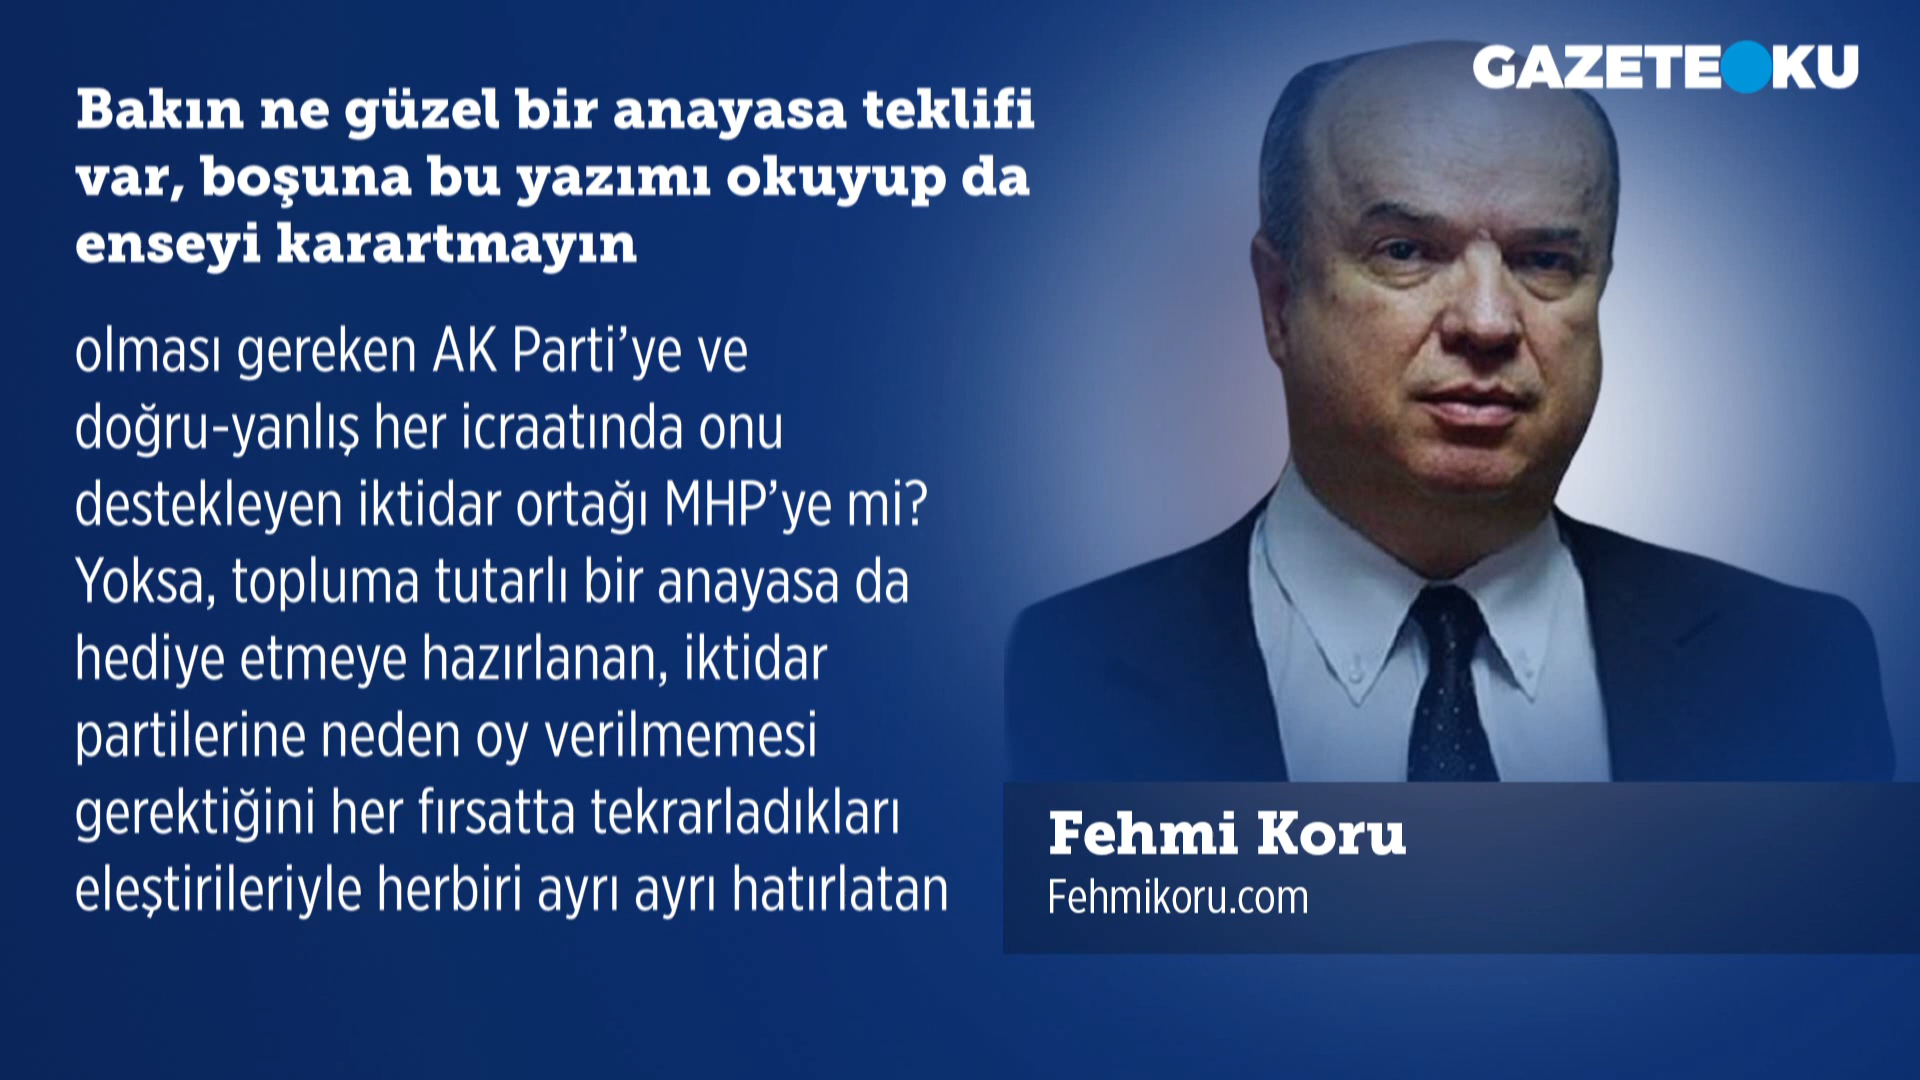 GAZETEOKU
Bakın ne güzel bir anayasa teklifi
var, boşuna bu yazımı okuyup da
enseyi karartmayın
olması gereken AK Parti’ye ve
doğru-yanlış her icraatında onu
destekleyen iktidar ortağı MHP’ye mi?
Yoksa, topluma tutarlı bir anayasa da
hediye etmeye hazırlanan, iktidar
partilerine neden oy verilmemesi
gerektiğini her fırsatta tekrarladıkları
eleştirileriyle herbiri ayrı ayrı hatırlatan
Fehmi Koru
Fehmikoru.com